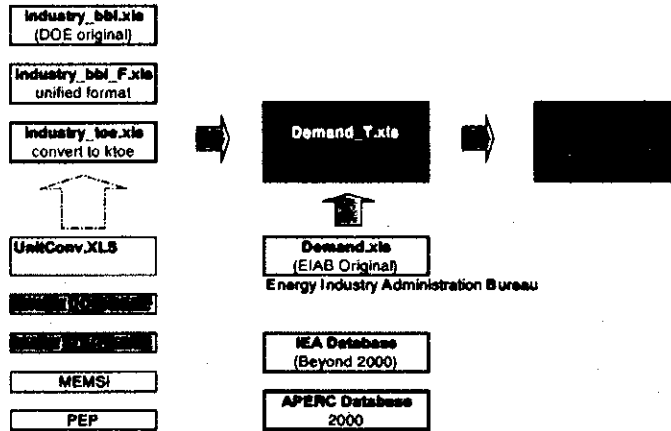 industry_bbl.xls
(DOE original)
industry_bbl_F.xls
unified format
industry_toe.xls
convert to ktoe
Demand_T.xls
UnitConv.XLS
Demand.xls
(EIAB Original)
Energy Industry Administration Bureau
IEA Database
(Beyond 2000)
MEMSI
APERC Database
2000
PEP